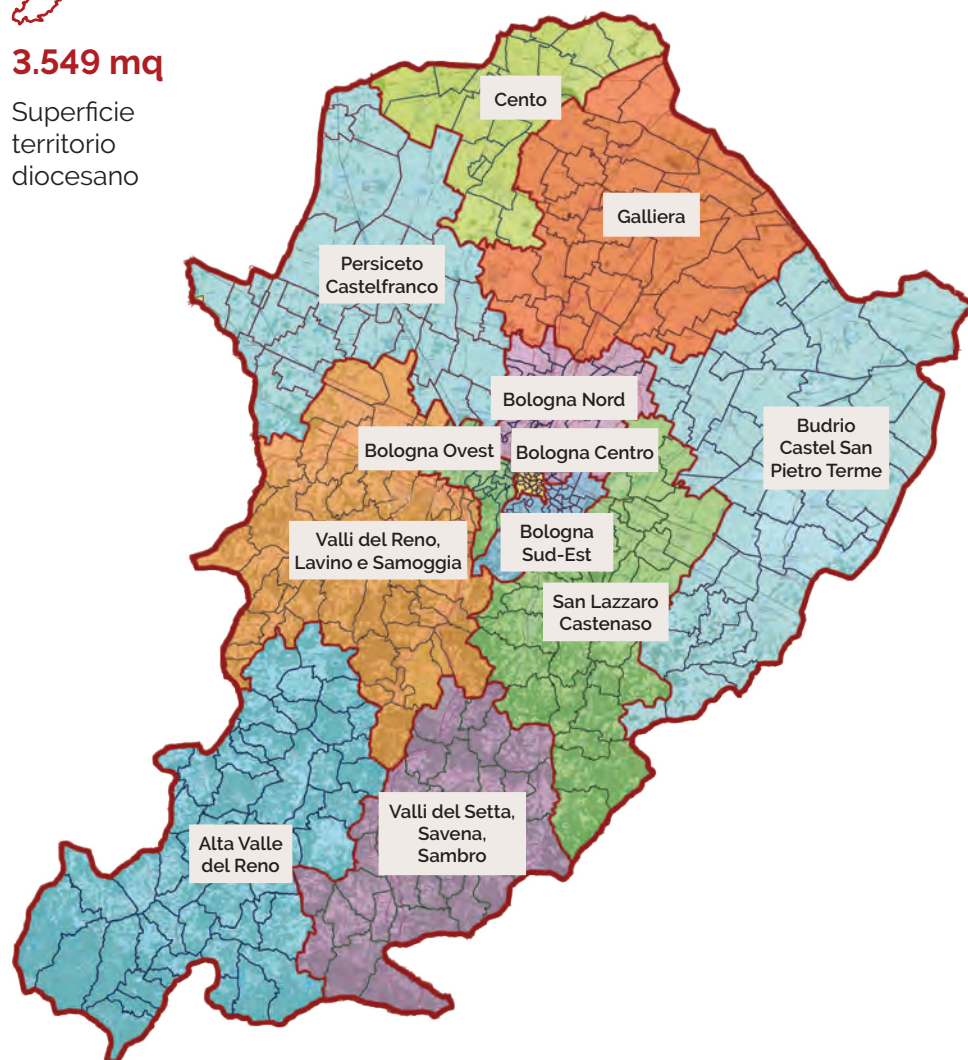 3.549 mq
Superficie
territorio
diocesano
Cento
Galliera
Persiceto
Castelfranco
Bologna Nord
Bologna Ovest
Bologna Centro
Budrio
Castel San
Pietro Terme
Valli del Reno,
Lavino e Samoggia
Bologna
Sud-Est
San Lazzaro
Castenaso
Valli del Setta,
Savena,
Sambro
Alta Valle
del Reno